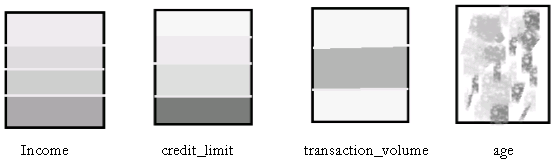 Income
credit_limit
transaction_volume
age